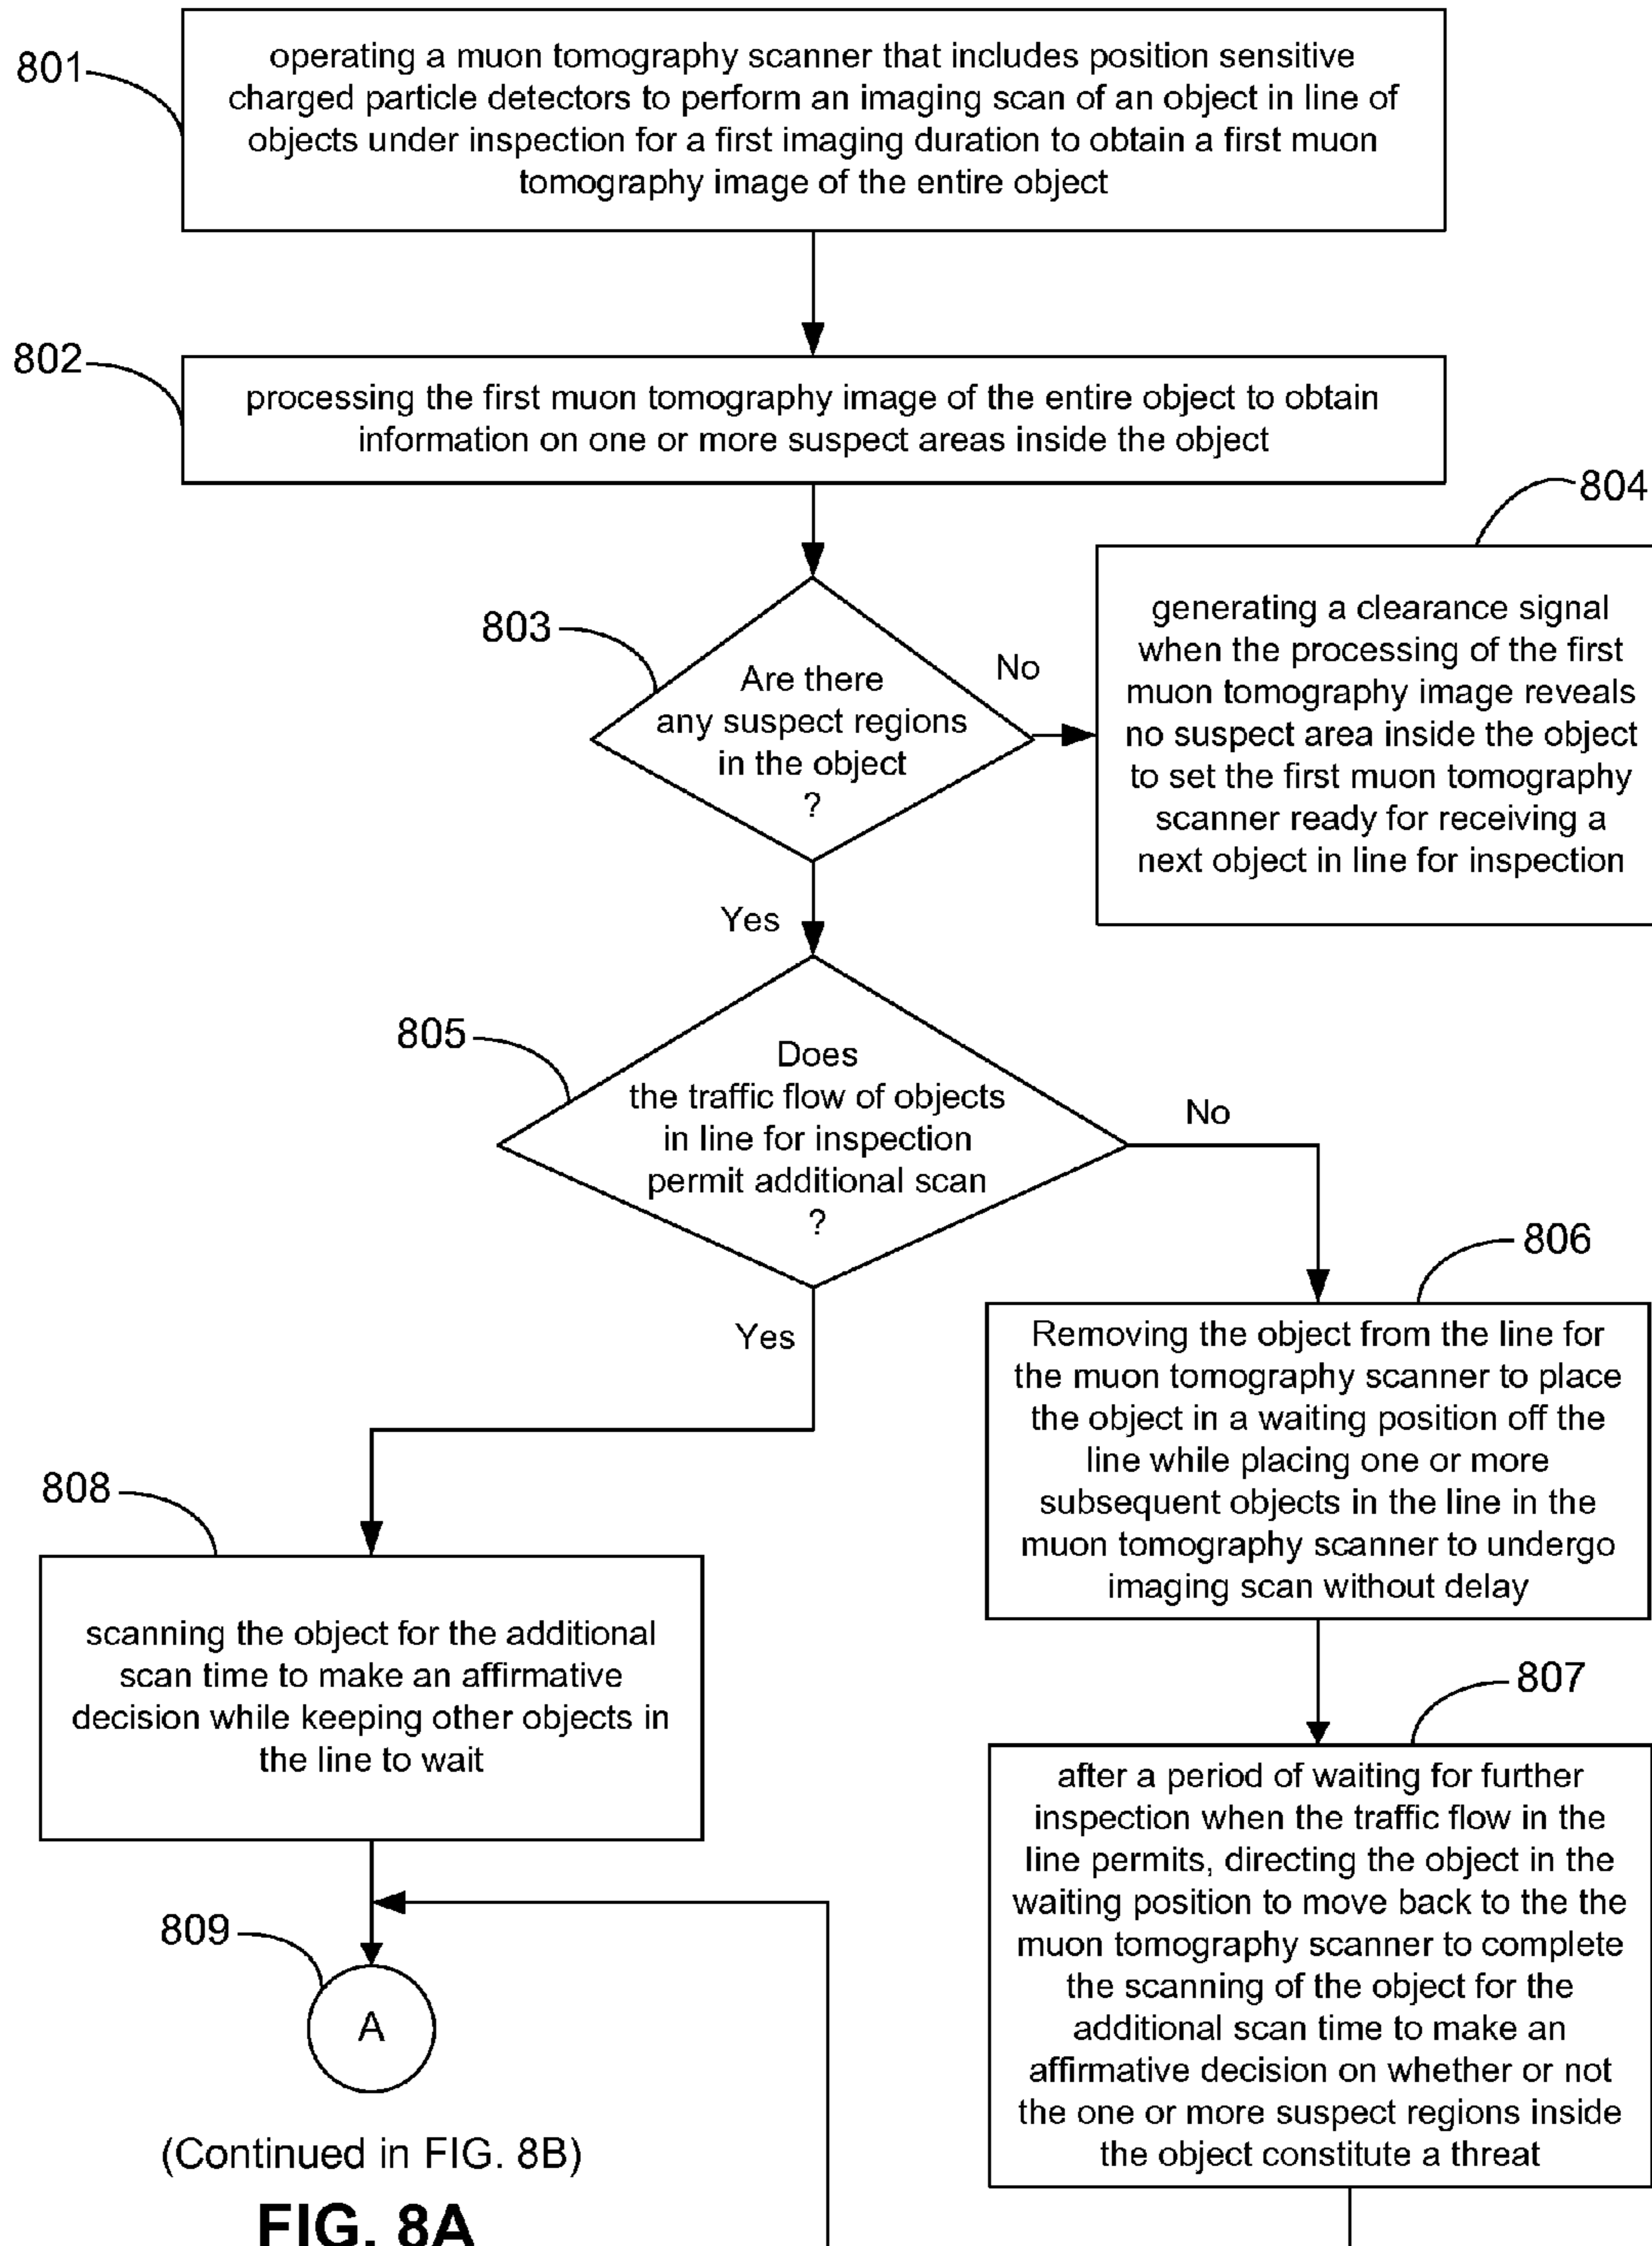 801
operating a muon tomography scanner that includes position sensitive
charged particle detectors to perform an imaging scan of an object in line of
objects under inspection for a first imaging duration to obtain a first muon
tomography image of the entire object
802
processing the first muon tomography image of the entire object to obtain
information on one or more suspect areas inside the object
803
Are there
any suspect regions
in the object
?
No
804
generating a clearance signal
when the processing of the first
muon tomography image reveals
no suspect area inside the object
to set the first muon tomography
scanner ready for receiving a
next object in line for inspection
Yes
805
Does
the traffic flow of objects
in line for inspection
permit additional scan
?
No
806
Removing the object from the line for
the muon tomography scanner to place
the object in a waiting position off the
line while placing one or more
subsequent objects in the line in the
muon tomography scanner to undergo
imaging scan without delay
Yes
808
scanning the object for the additional
scan time to make an affirmative
decision while keeping other objects in
the line to wait
807
after a period of waiting for further
inspection when the traffic flow in the
line permits, directing the object in the
waiting position to move back to the the
muon tomography scanner to complete
the scanning of the object for the
additional scan time to make an
affirmative decision on whether or not
the one or more suspect regions inside
the object constitute a threat
809
A
(Continued in FIG. 8B)
FIG. 8A